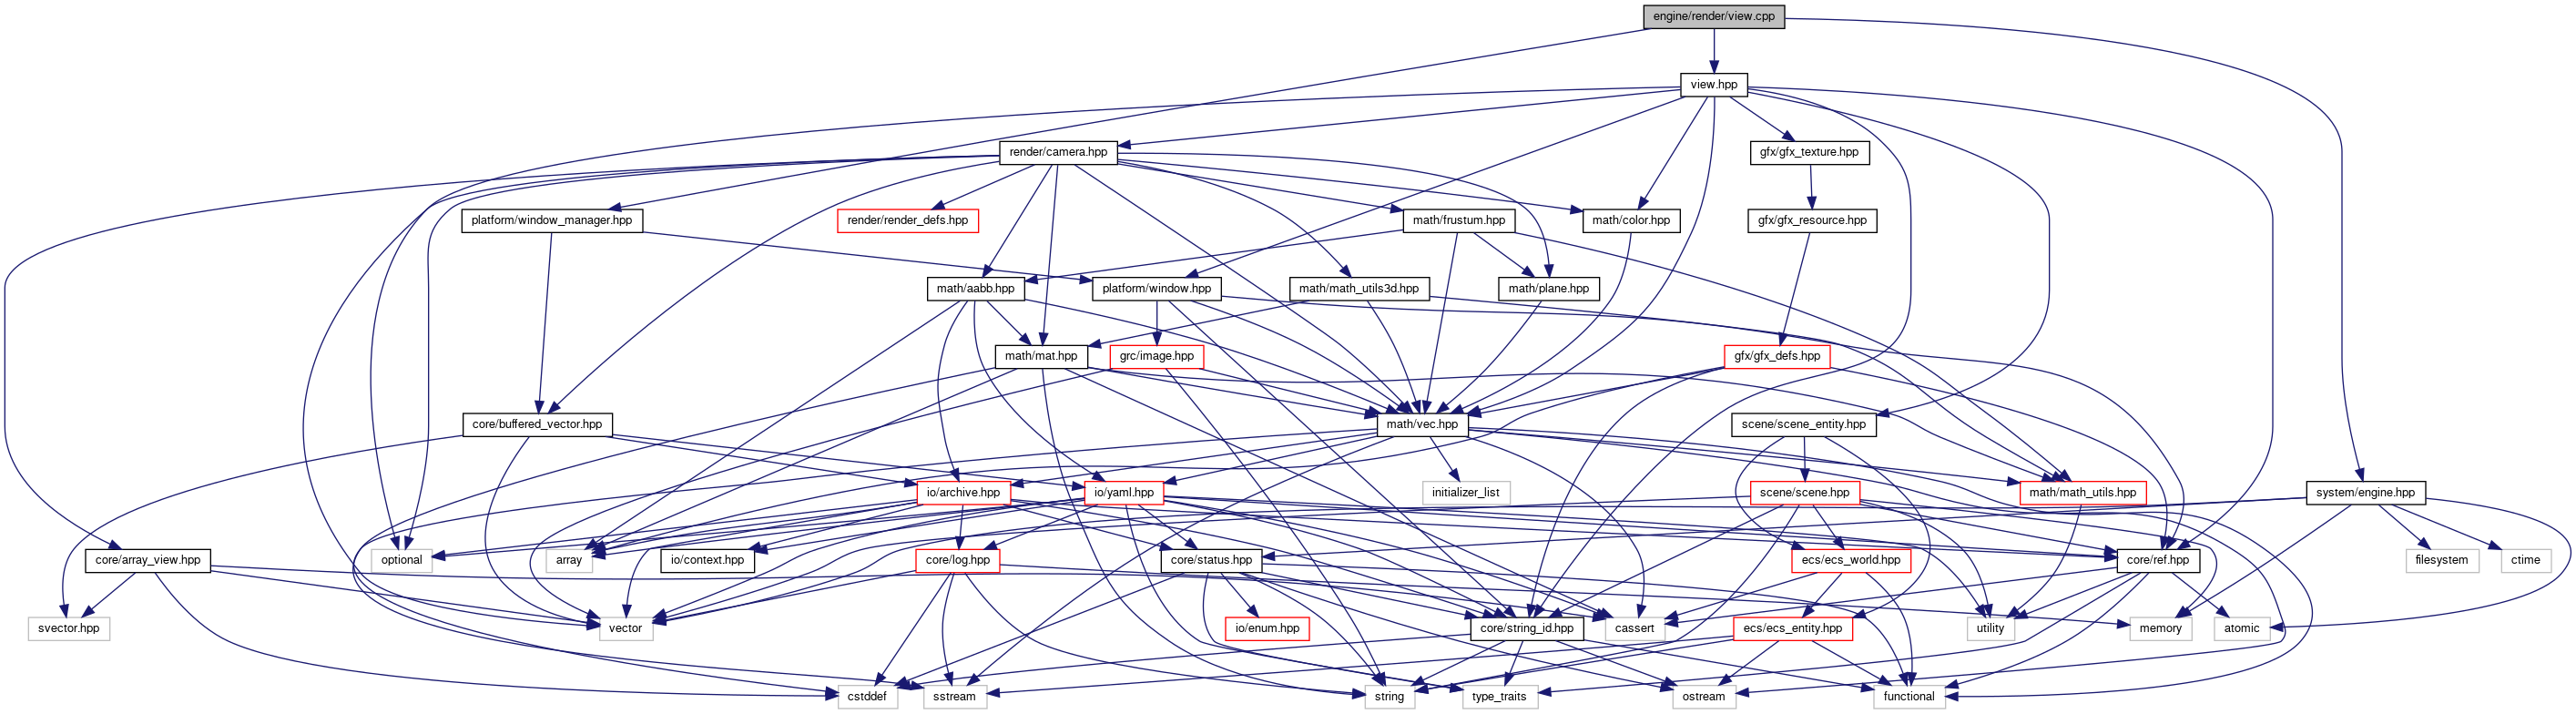 engine/render/view.cpp
view.hpp
render/camera.hpp
gfx/gfx_texture.hpp
platform/window_manager.hpp
render/render_defs.hpp
math/frustum.hpp
math/color.hpp
gfx/gfx_resource.hpp
math/aabb.hpp
platform/window.hpp
math/math_utils3d.hpp
math/plane.hpp
math/mat.hpp
grc/image.hpp
gfx/gfx_defs.hpp
core/buffered_vector.hpp
math/vec.hpp
scene/scene_entity.hpp
io/archive.hpp
io/yaml.hpp
initializer_list
scene/scene.hpp
math/math_utils.hpp
system/engine.hpp
core/array_view.hpp
optional
array
io/context.hpp
core/log.hpp
core/status.hpp
ecs/ecs_world.hpp
core/ref.hpp
filesystem
ctime
svector.hpp
vector
io/enum.hpp
core/string_id.hpp
cassert
ecs/ecs_entity.hpp
utility
memory
atomic
cstddef
sstream
string
type_traits
ostream
functional